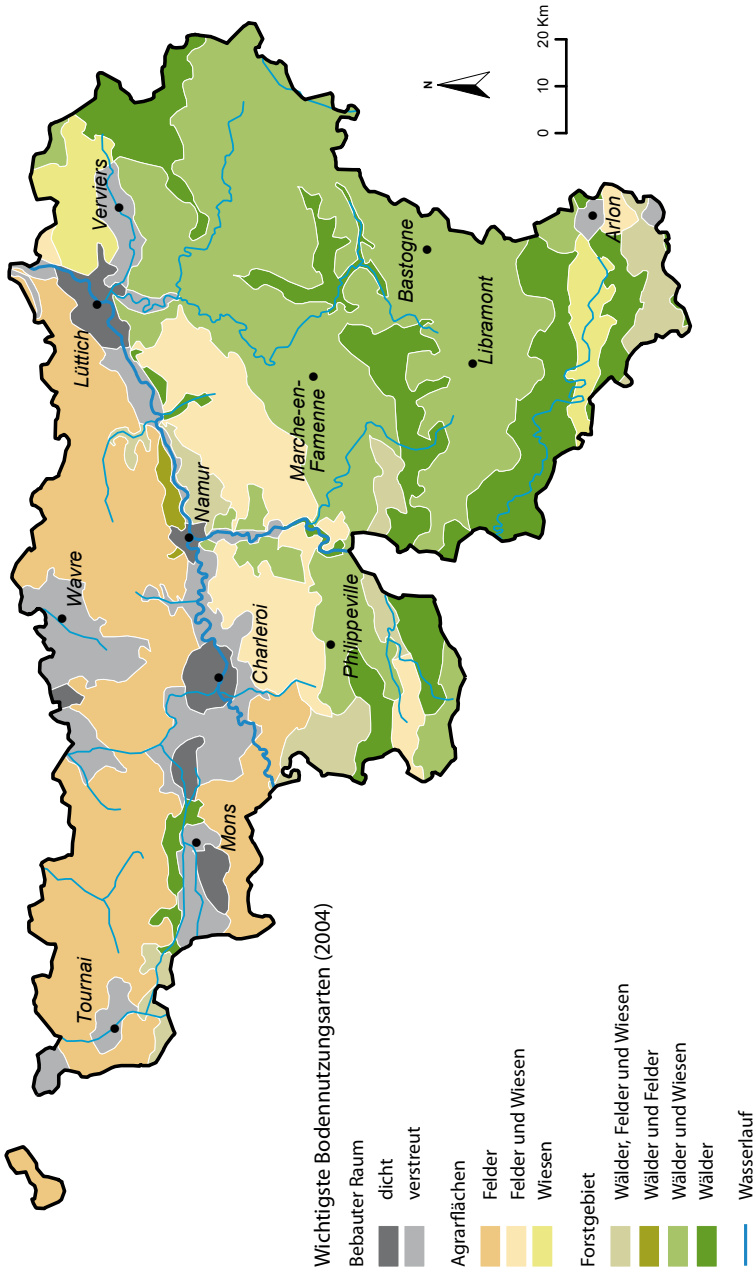 Tournai
Mons
Wavre
Charleroi
Namur
Philippeville
Lüttich
Verviers
Marche-en-
Famenne
Bastogne
Libramont
Arlon
N
0 10 20 Km
Wichtigste Bodennutzungsarten (2004)
Bebauter Raum
dicht
verstreut
Agrarflächen
Felder
Felder und Wiesen
Wiesen
Forstgebiet
Wälder, Felder und Wiesen
Wälder und Felder
Wälder und Wiesen
Wälder
Wasserlauf